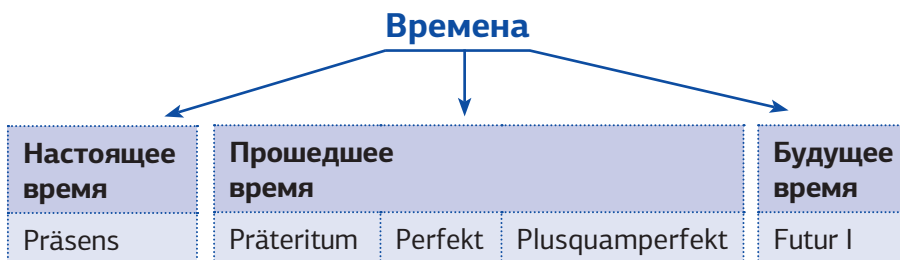 Времена
Настоящее время
Прошедшее время
Будущее время
Präsens
Präteritum
Perfekt
Plusquamperfekt
Futur I